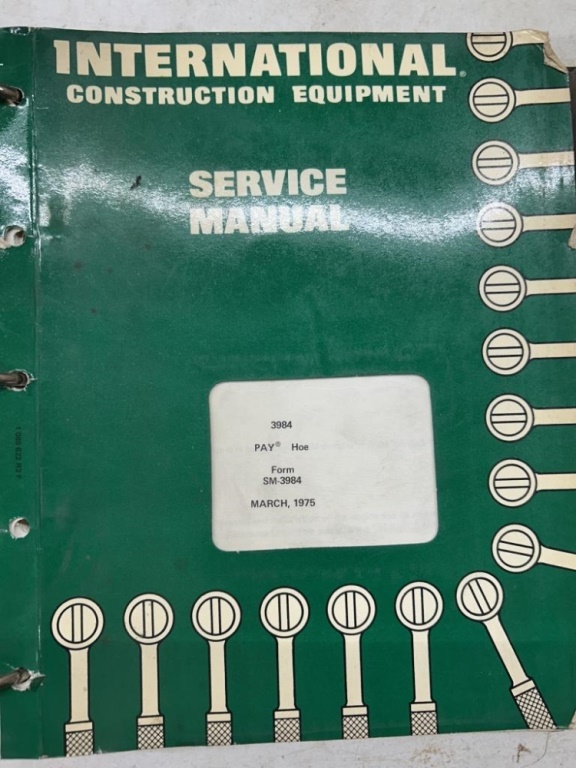 INTERNATIONAL®
CONSTRUCTION EQUIPMENT
SERVICE
MANUAL
3984
PAY® Hoe
Form
SM-3984
MARCH, 1975